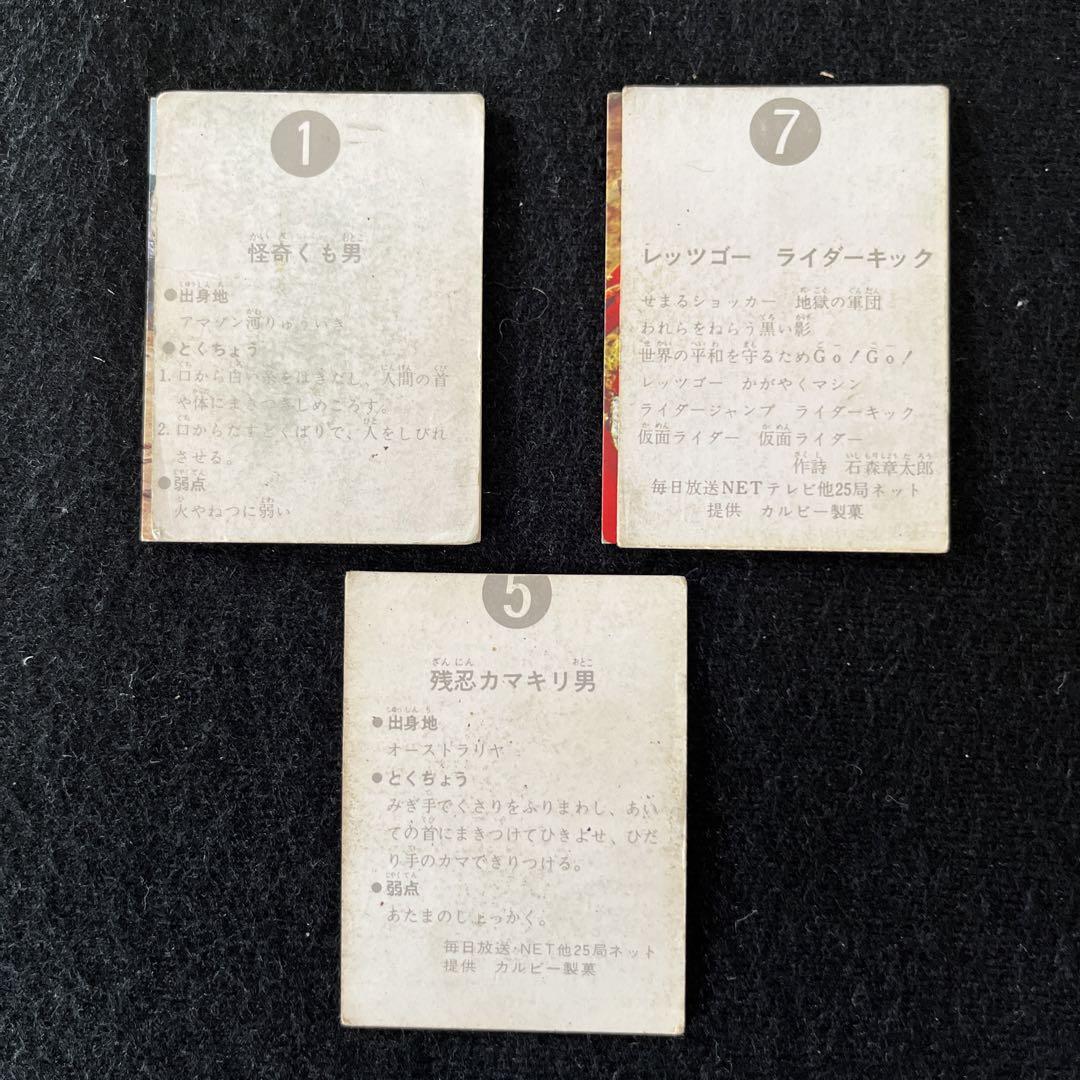 1
怪奇くも男
●出身地
アマゾン河りゅういき
●とくちょう
1. 口から白い糸をはきだし、人間の首
や体にまきつきしめころす。
2. 口からだすどくばりで、人をしびれ
させる。
●弱点
火やねつに弱い
7
レッツゴー ライダーキック
せまるショッカー 地獄の軍団
われらをねらう黒い影
世界の平和を守るためGo!Go!
レッツゴー かがやくマシン
ライダージャンプ ライダーキック
仮面ライダー 仮面ライダー
作詩 石森章太郎
毎日放送NETテレビ他25局ネット
提供 カルビー製菓
5
残忍カマキリ男
●出身地
オーストラリヤ
●とくちょう
みぎ手でくさりをふりまわし、あい
ての首にまきつけてひきよせ、ひだ
り手のカマできりつける。
●弱点
あたまのしょっかく。
毎日放送・NET他25局ネット
提供 カルビー製菓